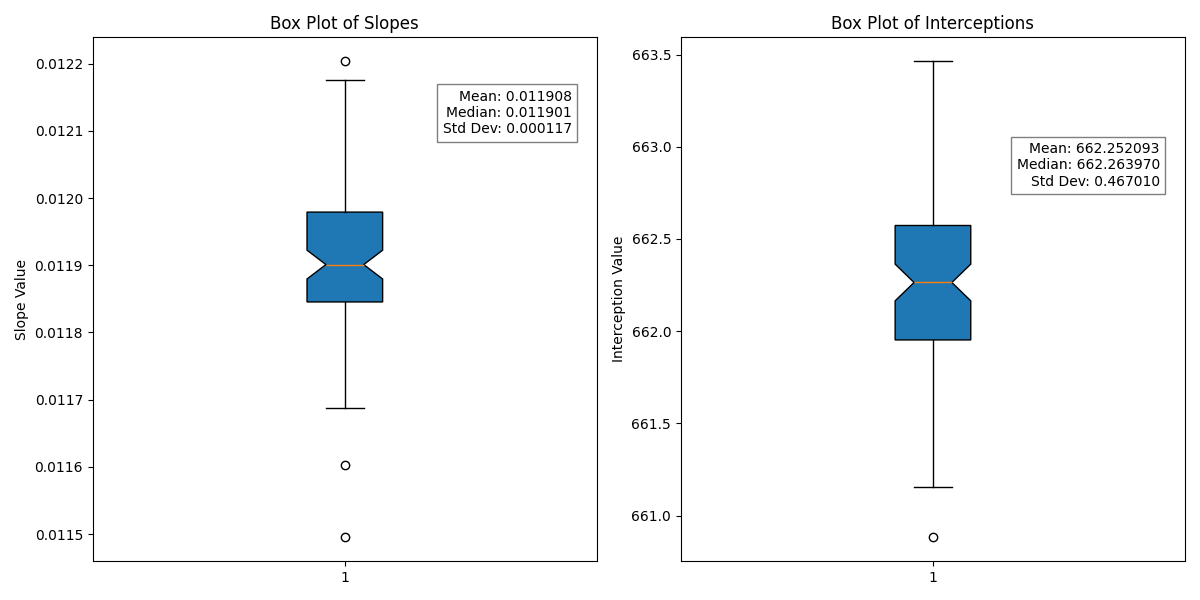 Box Plot of Slopes
0.0122
0.0121
0.0120
0.0119
0.0118
0.0117
0.0116
0.0115
Slope Value
Mean: 0.011908
Median: 0.011901
Std Dev: 0.000117
1
Box Plot of Interceptions
663.5
663.0
662.5
662.0
661.5
661.0
Interception Value
Mean: 662.252093
Median: 662.263970
Std Dev: 0.467010
1